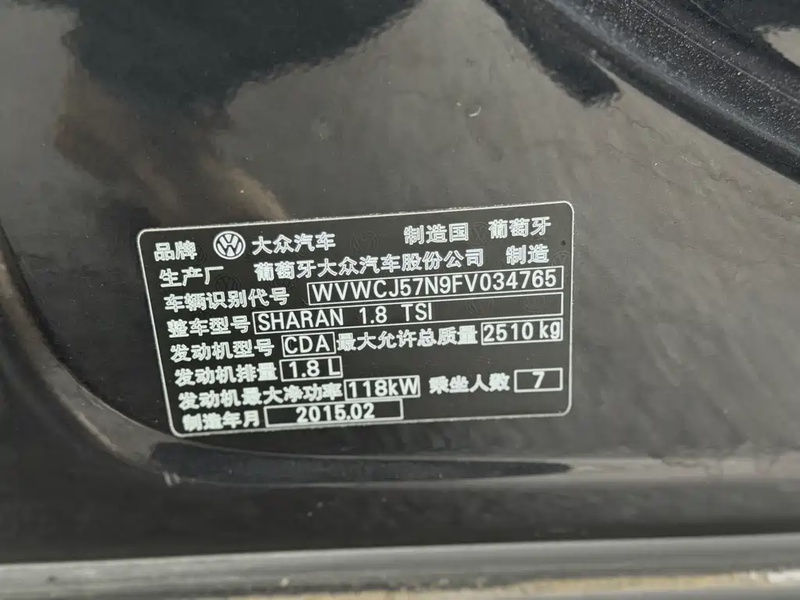 品牌 大众汽车 制造国 葡萄牙
生产厂 葡萄牙大众汽车股份公司 制造
车辆识别代号 WVWCJ57N9FV034765
整车型号 SHARAN 1.8 TSI
发动机型号 CDA 最大允许总质量 2510 kg
发动机排量 1.8 L
发动机最大净功率 118kW 乘坐人数 7
制造年月 2015.02